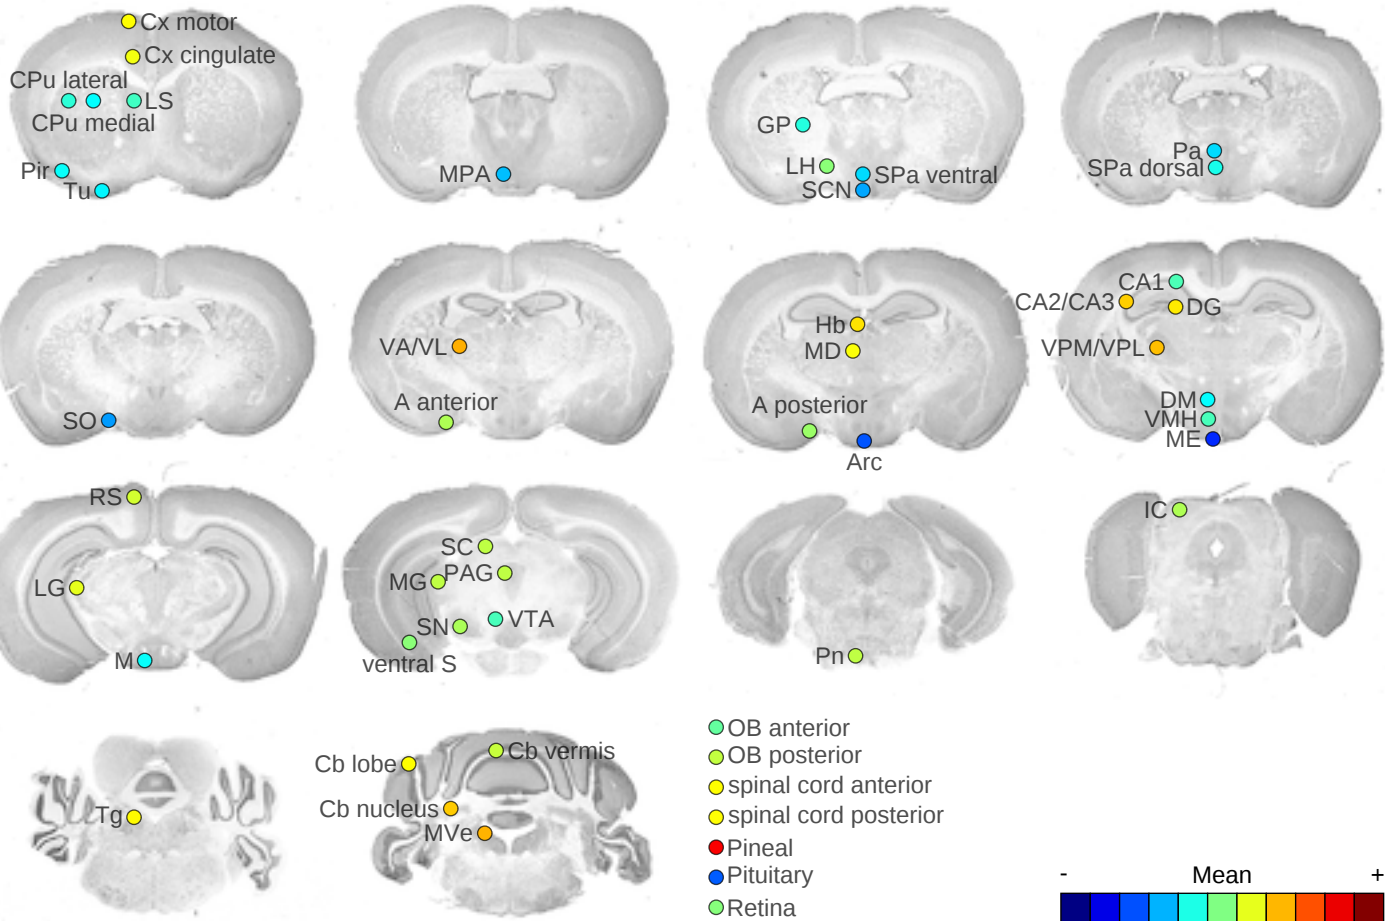 Cx motor
Cx cingulate
CPu lateral
LS
CPu medial
Pir
Tu
MPA
GP
LH
SPa ventral
SCN
Pa
SPa dorsal
SO
VA/VL
A anterior
Hb
MD
A posterior
Arc
CA1
CA2/CA3
DG
VPM/VPL
DM
VMH
ME
RS
LG
M
SC
PAG
MG
SN
VTA
ventral S
Pn
IC
Tg
Cb lobe
Cb vermis
Cb nucleus
MVe
OB anterior
OB posterior
spinal cord anterior
spinal cord posterior
Pineal
Pituitary
Retina
- Mean +